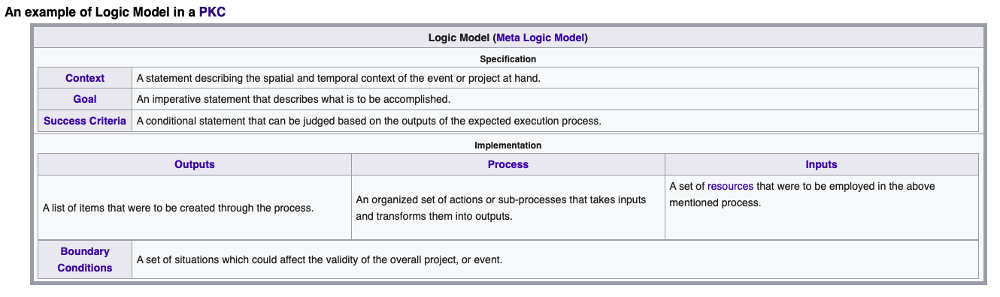 An example of Logic Model in a PKC
Logic Model (Meta Logic Model)
Specification
Context
A statement describing the spatial and temporal context of the event or project at hand.
Goal
An imperative statement that describes what is to be accomplished.
Success Criteria
A conditional statement that can be judged based on the outputs of the expected execution process.
Implementation
Outputs
Process
Inputs
A list of items that were to be created through the process.
An organized set of actions or sub-processes that takes inputs
and transforms them into outputs.
A set of resources that were to be employed in the above
mentioned process.
Boundary
Conditions
A set of situations which could affect the validity of the overall project, or event.